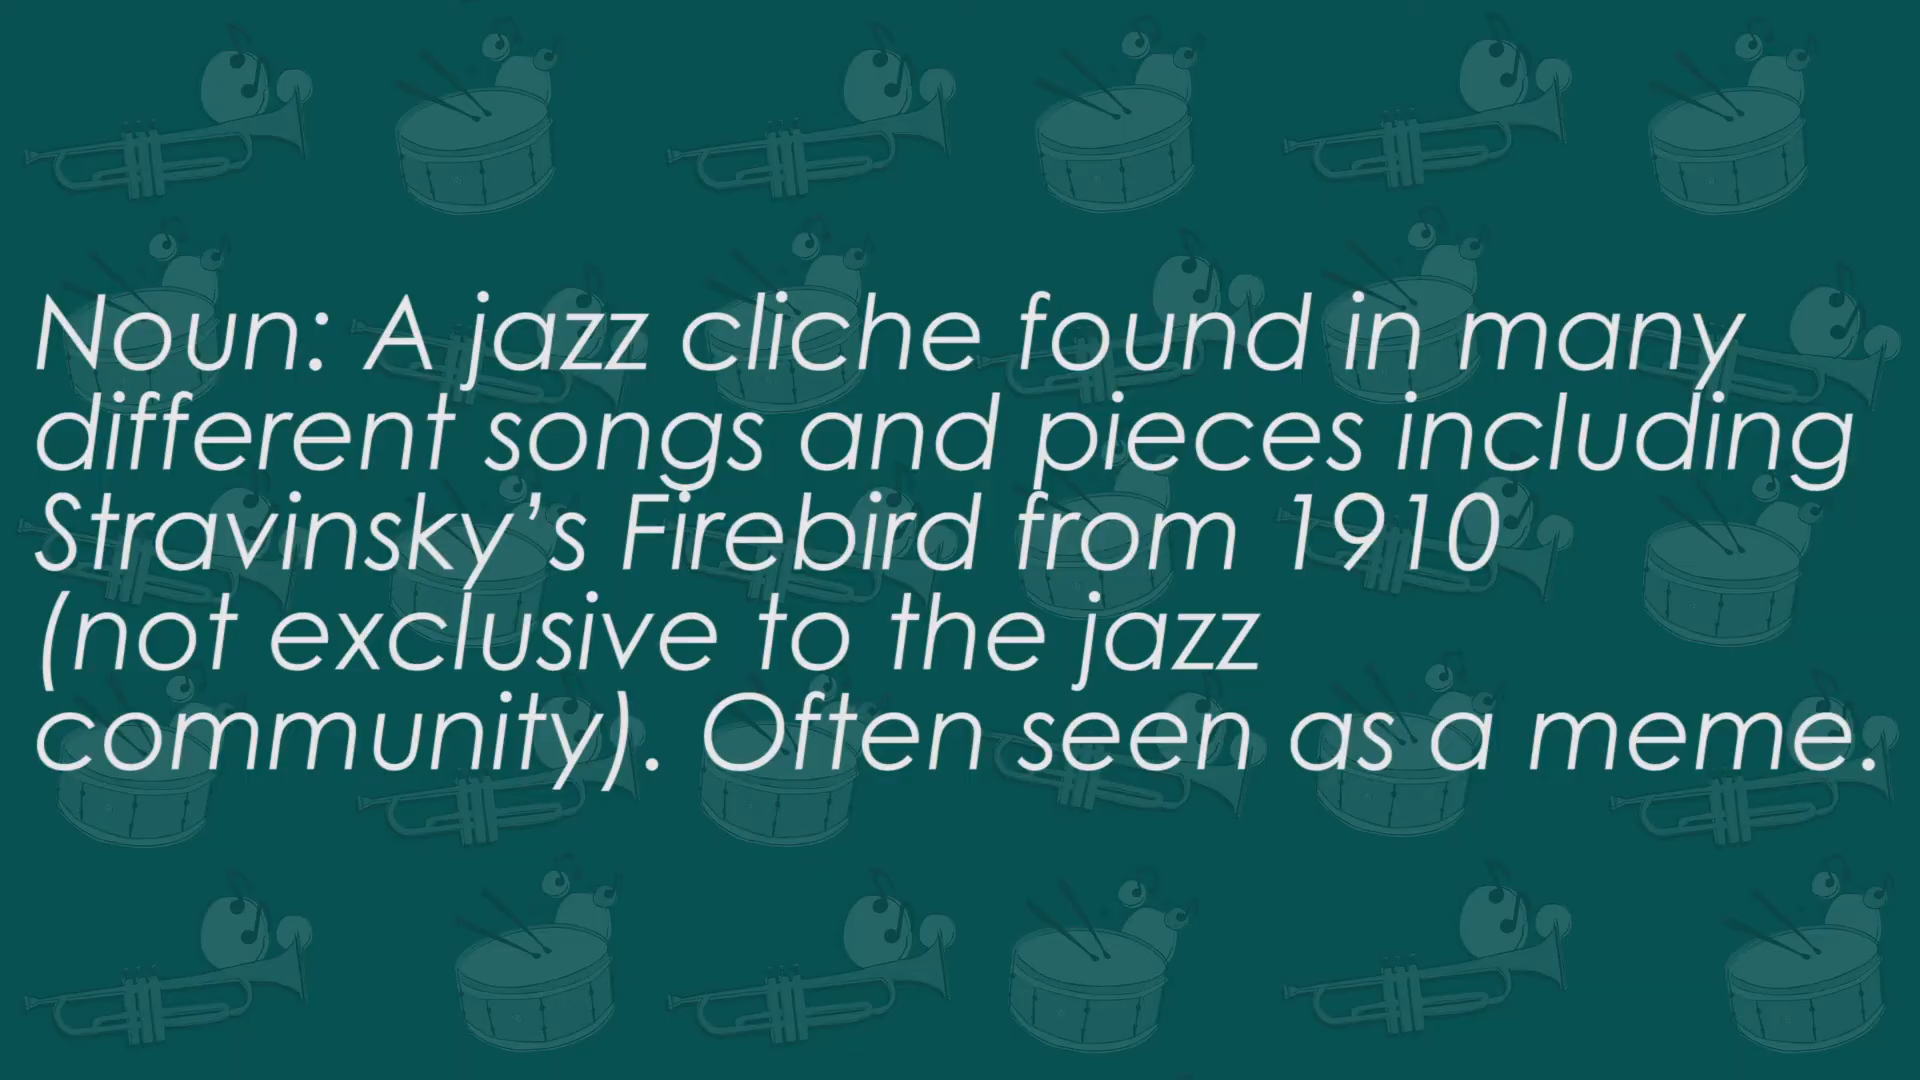 Noun: A jazz cliche found in many
different songs and pieces including
Stravinsky’s Firebird from 1910
(not exclusive to the jazz
community). Often seen as a meme.